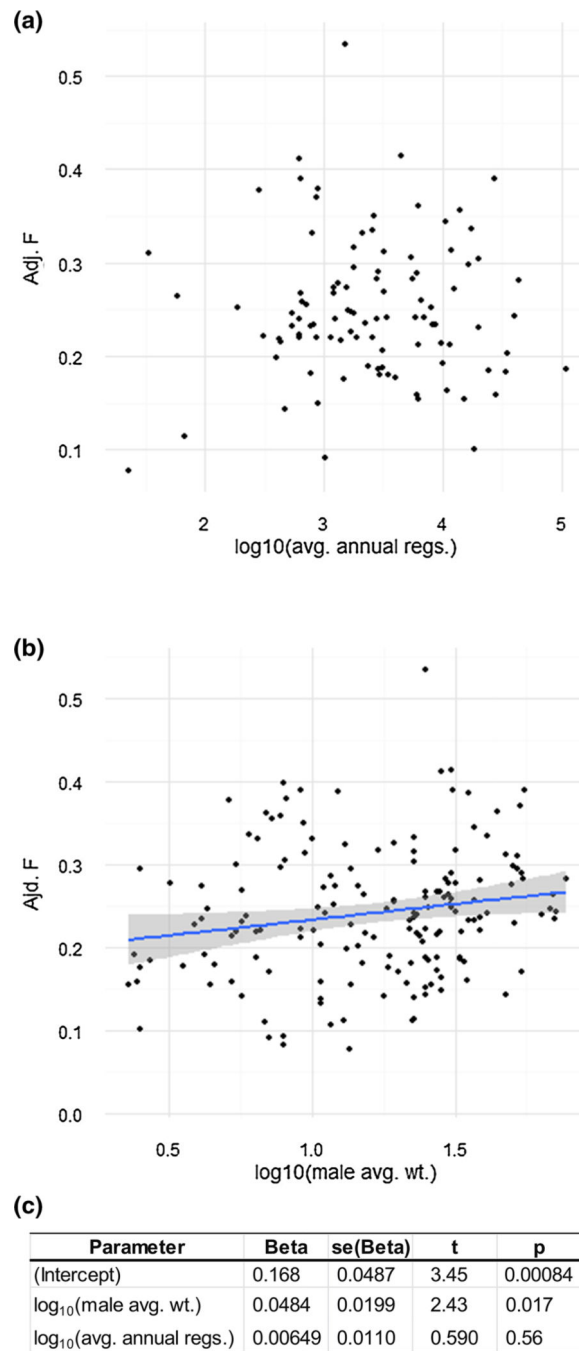 (a)
0.5
0.4
Adj. F
0.3
0.2
0.1
2 3 4 5
log10(avg. annual regs.)
(b)
0.5
0.4
Ajd. F
0.3
0.2
0.1
0.0
0.5 1.0 1.5
log10(male avg. wt.)
(c)
Parameter Beta se(Beta) t p
(Intercept) 0.168 0.0487 3.45 0.00084
log10(male avg. wt.) 0.0484 0.0199 2.43 0.017
log10(avg. annual regs.) 0.00649 0.0110 0.590 0.56